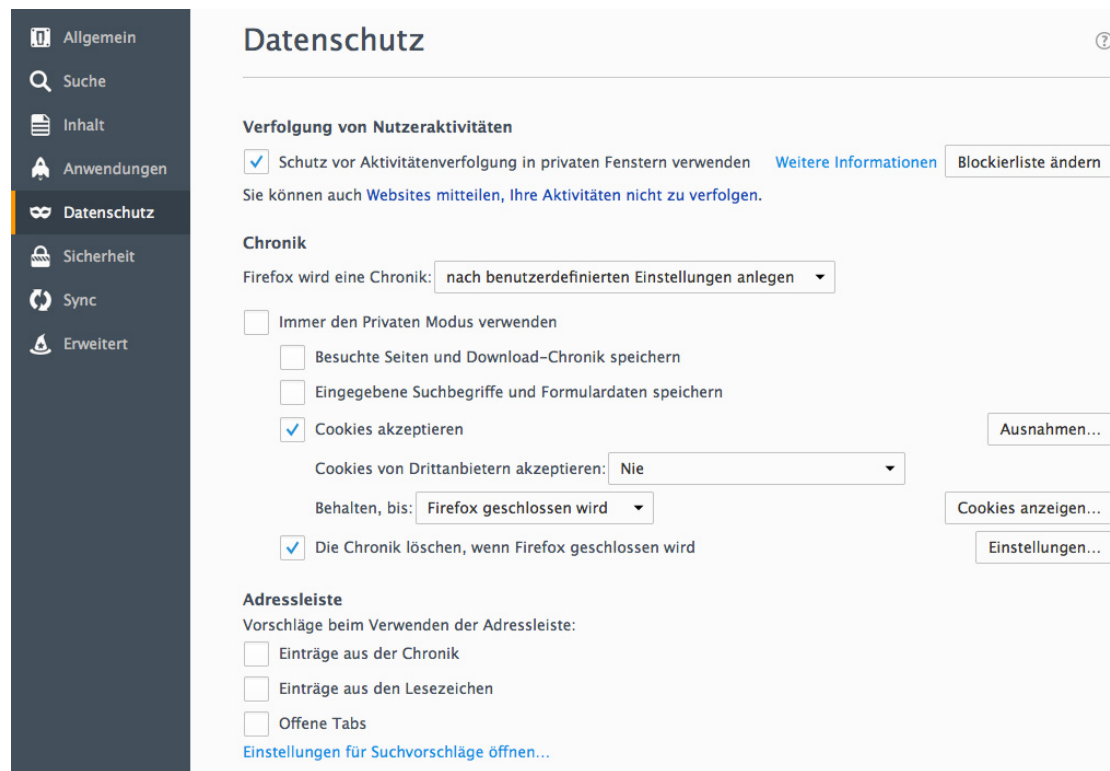 Allgemein
Suche
Inhalt
Anwendungen
Datenschutz
Sicherheit
Sync
Erweitert
Datenschutz
?
Verfolgung von Nutzeraktivitäten
Schutz vor Aktivitätenverfolgung in privaten Fenstern verwenden Weitere Informationen Blockierliste ändern
Sie können auch Websites mitteilen, Ihre Aktivitäten nicht zu verfolgen.
Chronik
Firefox wird eine Chronik: nach benutzerdefinierten Einstellungen anlegen
Immer den Privaten Modus verwenden
Besuchte Seiten und Download-Chronik speichern
Eingegebene Suchbegriffe und Formulardaten speichern
Cookies akzeptieren Ausnahmen...
Cookies von Drittanbietern akzeptieren: Nie
Behalten, bis: Firefox geschlossen wird Cookies anzeigen...
Die Chronik löschen, wenn Firefox geschlossen wird Einstellungen...
Adressleiste
Vorschläge beim Verwenden der Adressleiste:
Einträge aus der Chronik
Einträge aus den Lesezeichen
Offene Tabs
Einstellungen für Suchvorschläge öffnen...